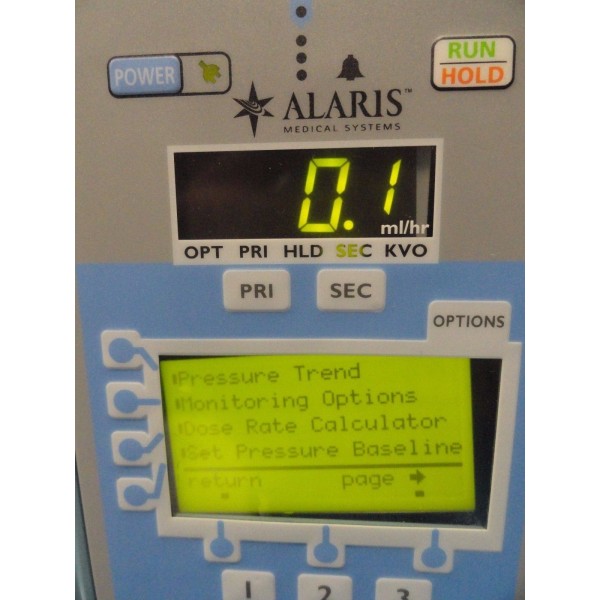 POWER
RUN
HOLD
ALARIS™
MEDICAL SYSTEMS
0.1
ml/hr
OPT PRI HLD SEC KVO
PRI SEC
OPTIONS
Pressure Trend
Monitoring Options
Dose Rate Calculator
Set Pressure Baseline
return page →
1 2 3